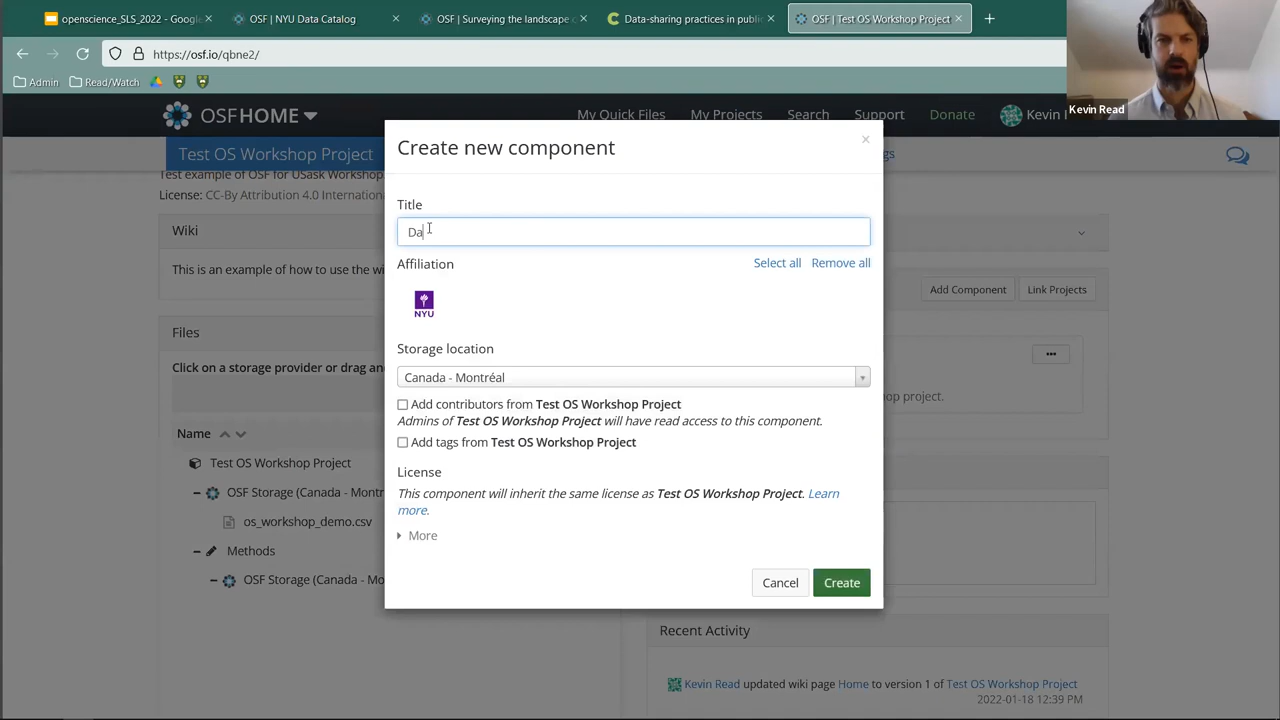 openscience_SLS_2022 - Google
OSF | NYU Data Catalog
OSF | Surveying the landscape
Data-sharing practices in publi
OSF | Test OS Workshop Project
https://osf.io/qbne2/
Admin
Read/Watch
Kevin Read
OSFHOME
My Quick Files
My Projects
Search
Support
Donate
Kevin
Test OS Workshop Project
Test example of OSF for USask Workshop
License: CC-By Attribution 4.0 Internation
Wiki
This is an example of how to use the wi
Add Component
Link Projects
Files
Click on a storage provider or drag an
Name
Test OS Workshop Project
OSF Storage (Canada - Montr
os_workshop_demo.csv
Methods
OSF Storage (Canada - Mo
Create new component
×
Title
Da
Affiliation
Select all
Remove all
NYU
Storage location
Canada - Montréal
Add contributors from Test OS Workshop Project
Admins of Test OS Workshop Project will have read access to this component.
Add tags from Test OS Workshop Project
License
This component will inherit the same license as Test OS Workshop Project. Learn
more.
More
Cancel
Create
op project.
Recent Activity
Kevin Read updated wiki page Home to version 1 of Test OS Workshop Project
2022-01-18 12:39 PM